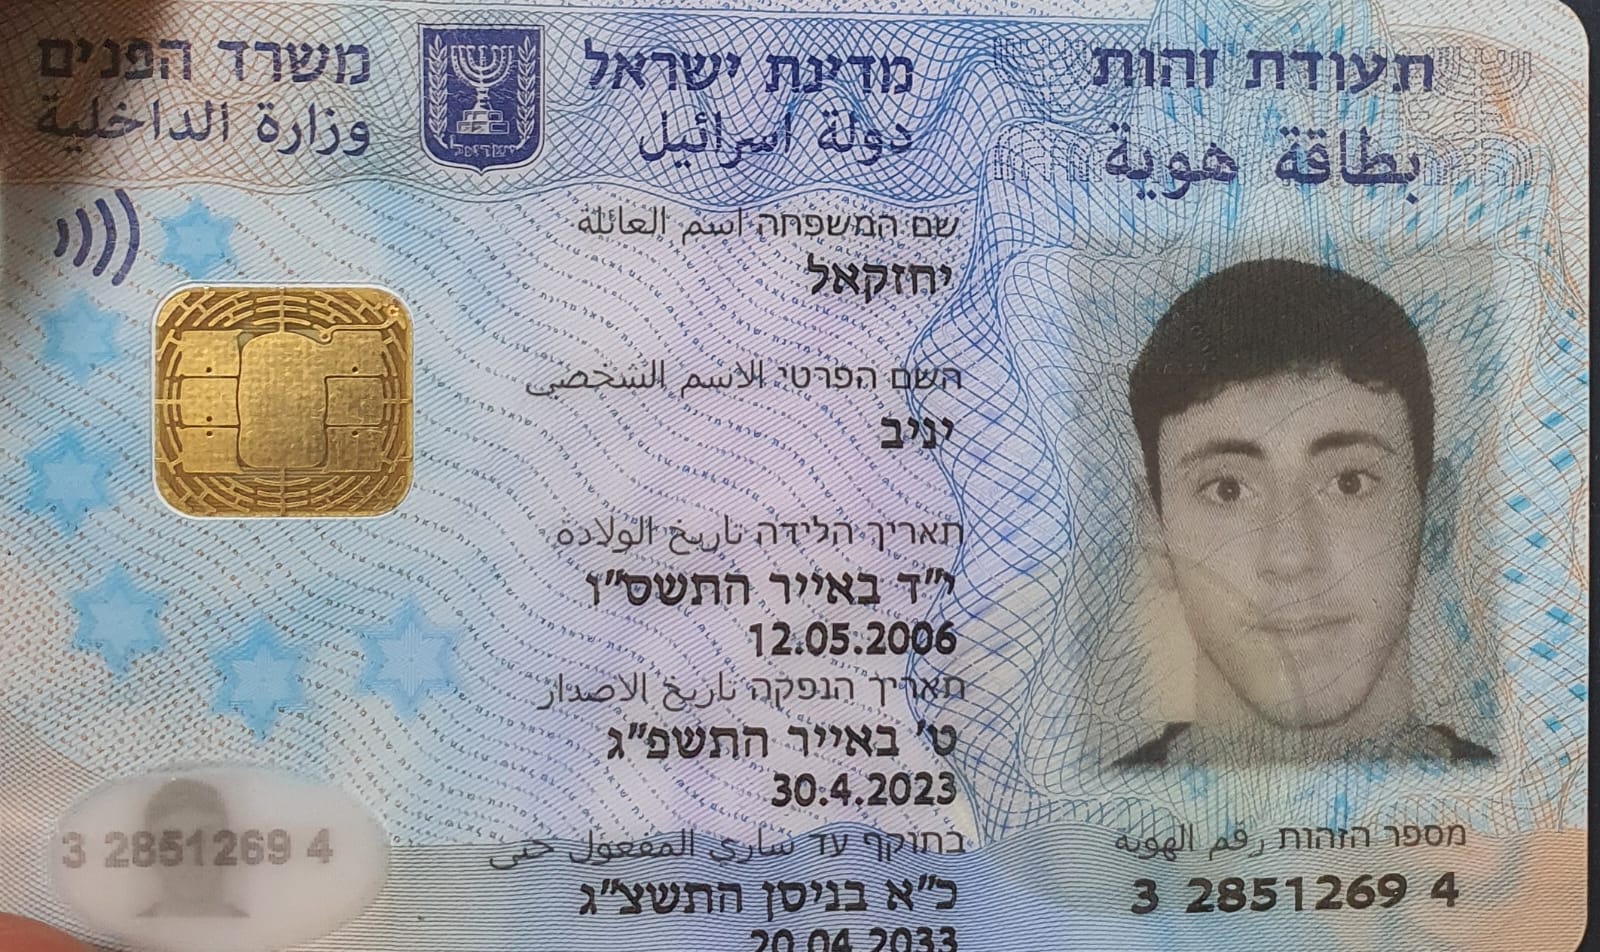 תעודת זהות
بطاقة هوية
מדינת ישראל
دولة اسرائيل
משרד הפנים
وزارة الداخلية
ישראל
שם המשפחה اسم العائلة
יחזקאל
השם הפרטי الاسم الشخصي
יניב
תאריך הלידה تاريخ الولادة
י"ד באייר התשס"ו
12.05.2006
תאריך הנפקה تاريخ الاصدار
ט' באייר התשפ"ג
30.4.2023
בתוקף עד ساري المفعول حتى
כ"א בניסן התשצ"ג
20.04.2033
מספר הזהות رقم الهوية
3 2851269 4
3 2851269 4